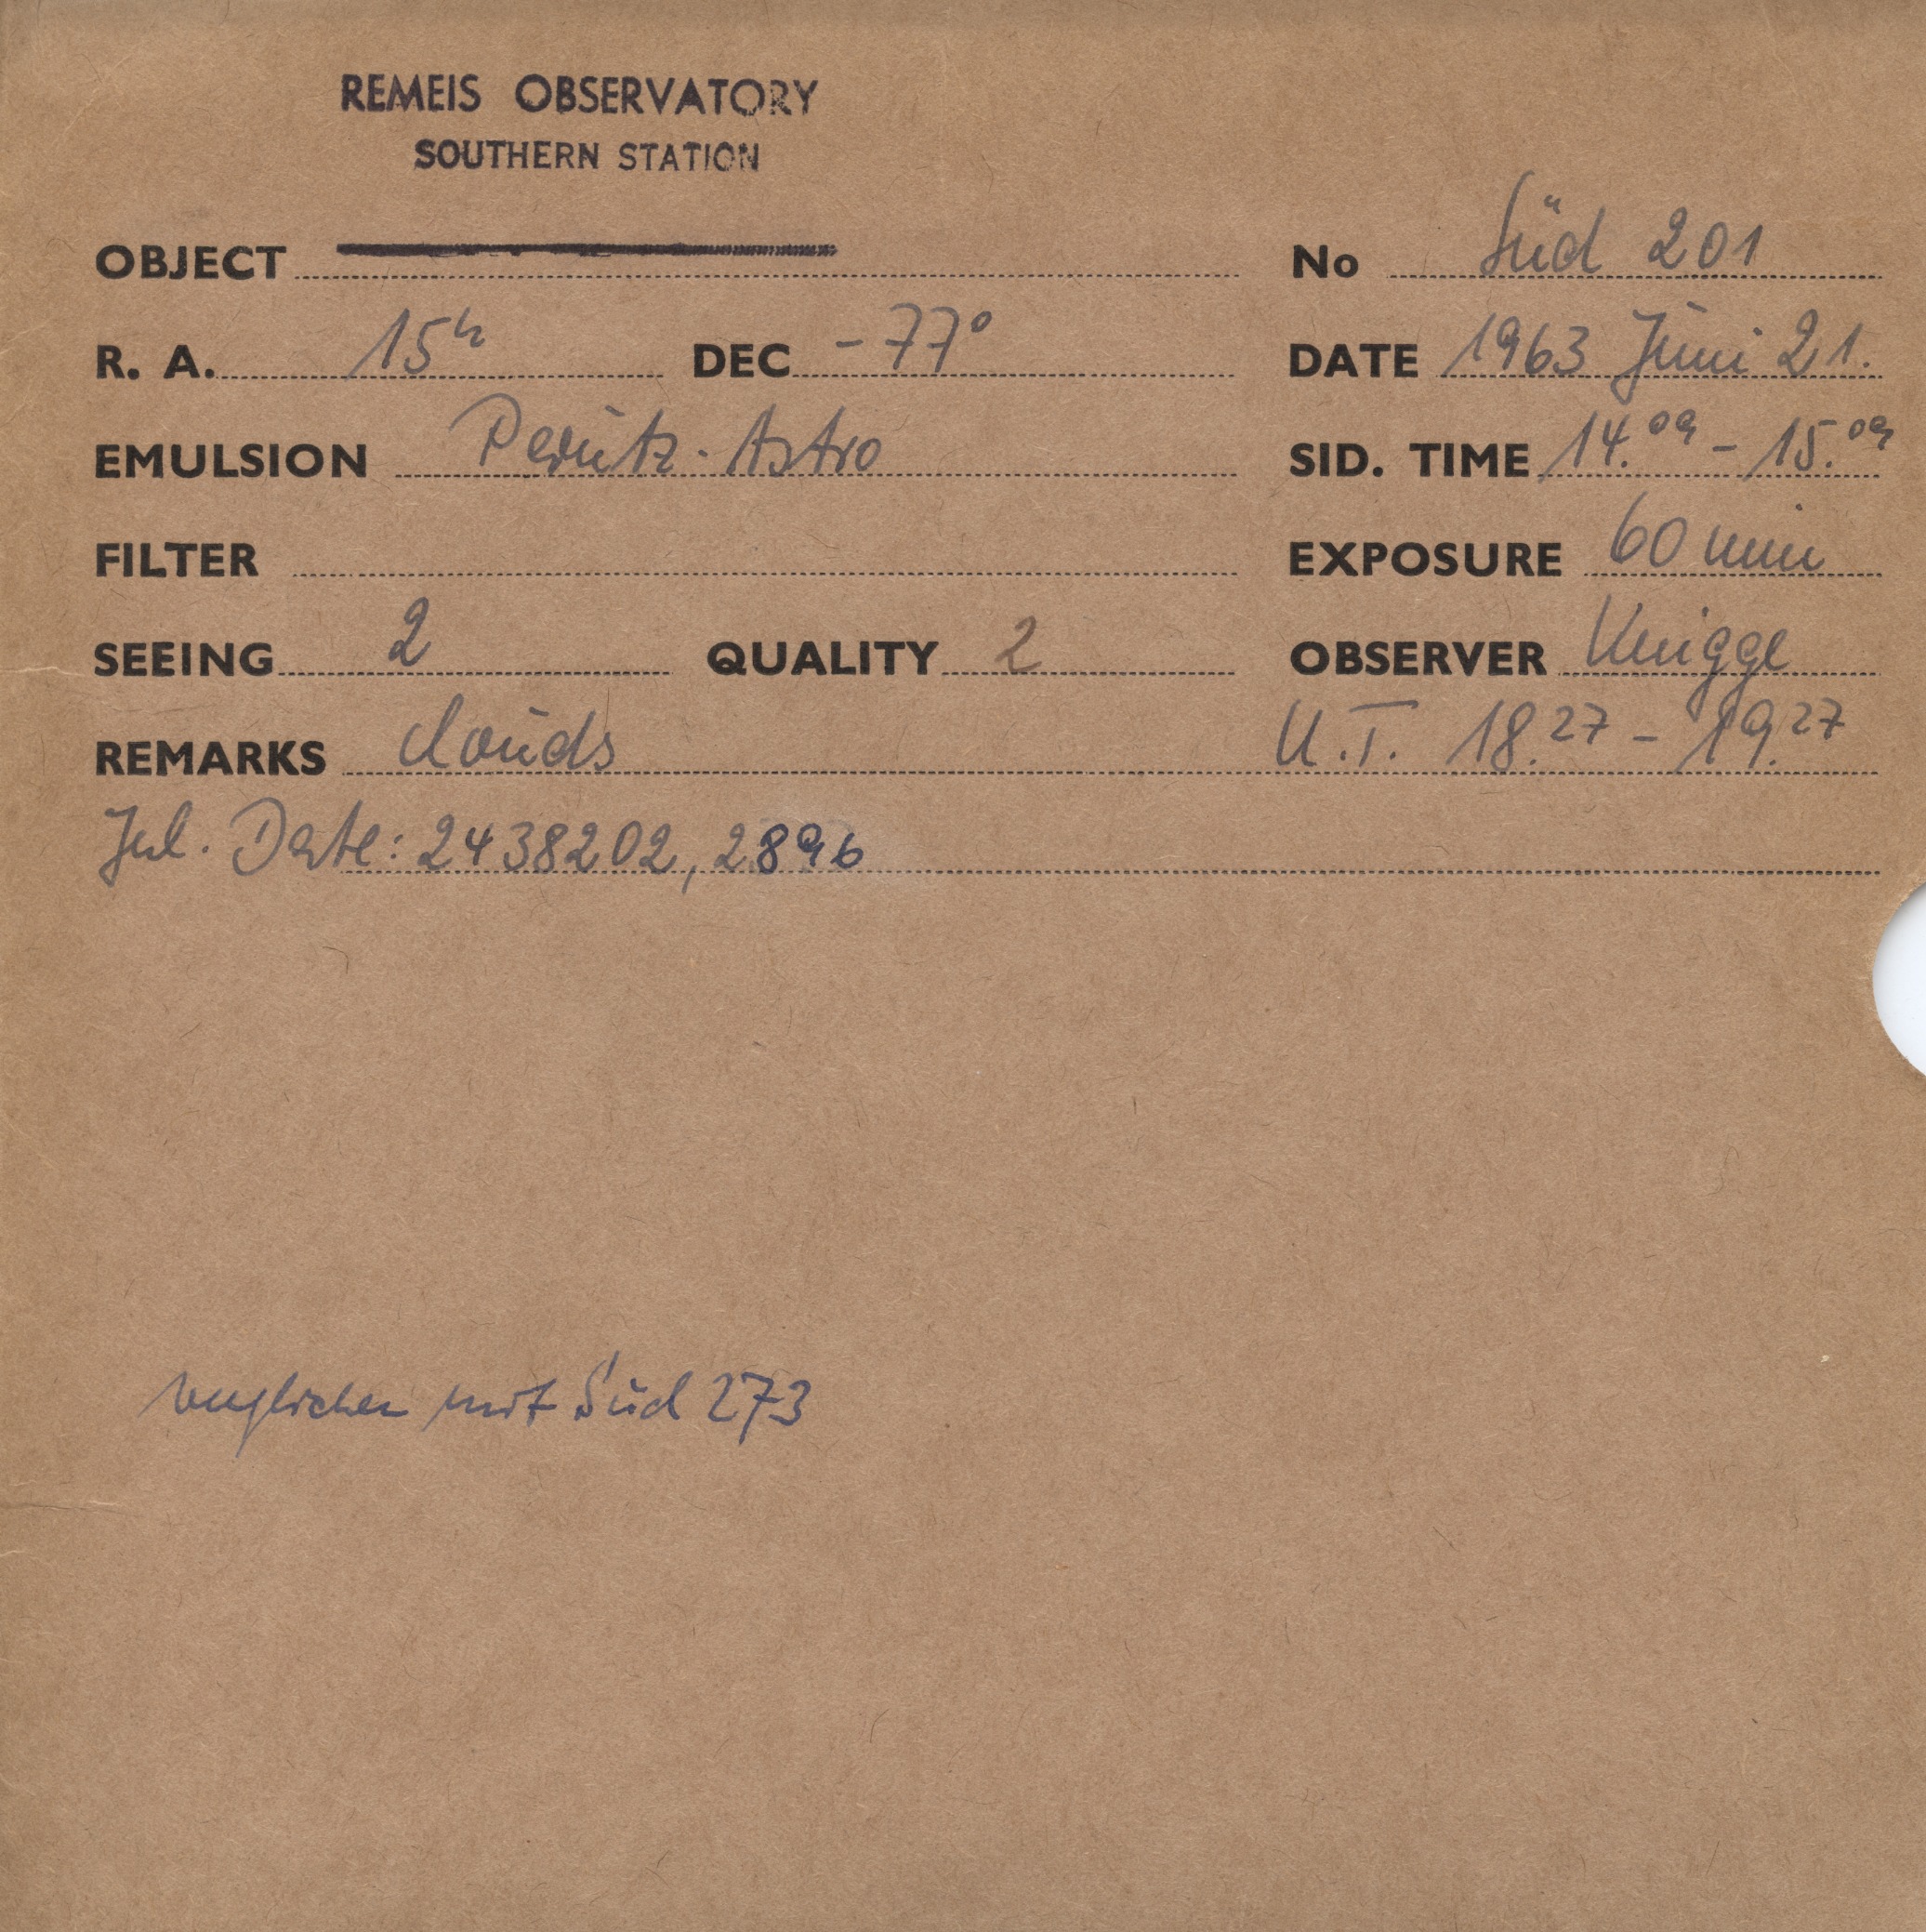 REMEIS OBSERVATORY
SOUTHERN STATION
OBJECT No Süd 201
R. A. 15h DEC -77° DATE 1963 Juni 21.
EMULSION Perutz-Astro SID. TIME 14.09 - 15.09
FILTER EXPOSURE 60 min
SEEING 2 QUALITY 2 OBSERVER Knigge
REMARKS clouds U.T. 18.27 - 19.27
Jul. Date: 2438202,2896
verglichen mit Süd 273